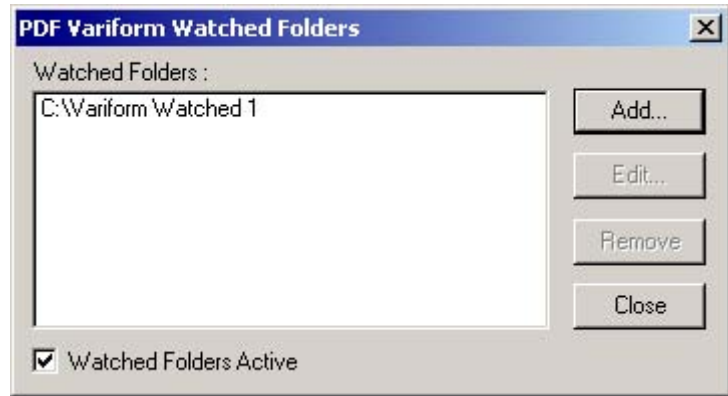 PDF Variform Watched Folders
Watched Folders :
C:\Variform Watched 1
Add...
Edit...
Remove
Close
Watched Folders Active